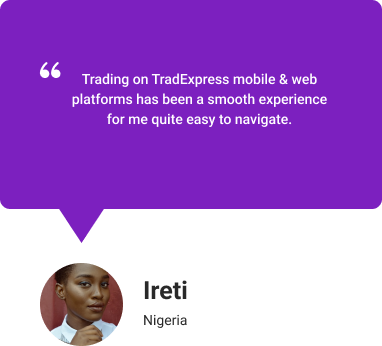 “
Trading on TradExpress mobile & web
platforms has been a smooth experience
for me quite easy to navigate.
Ireti
Nigeria